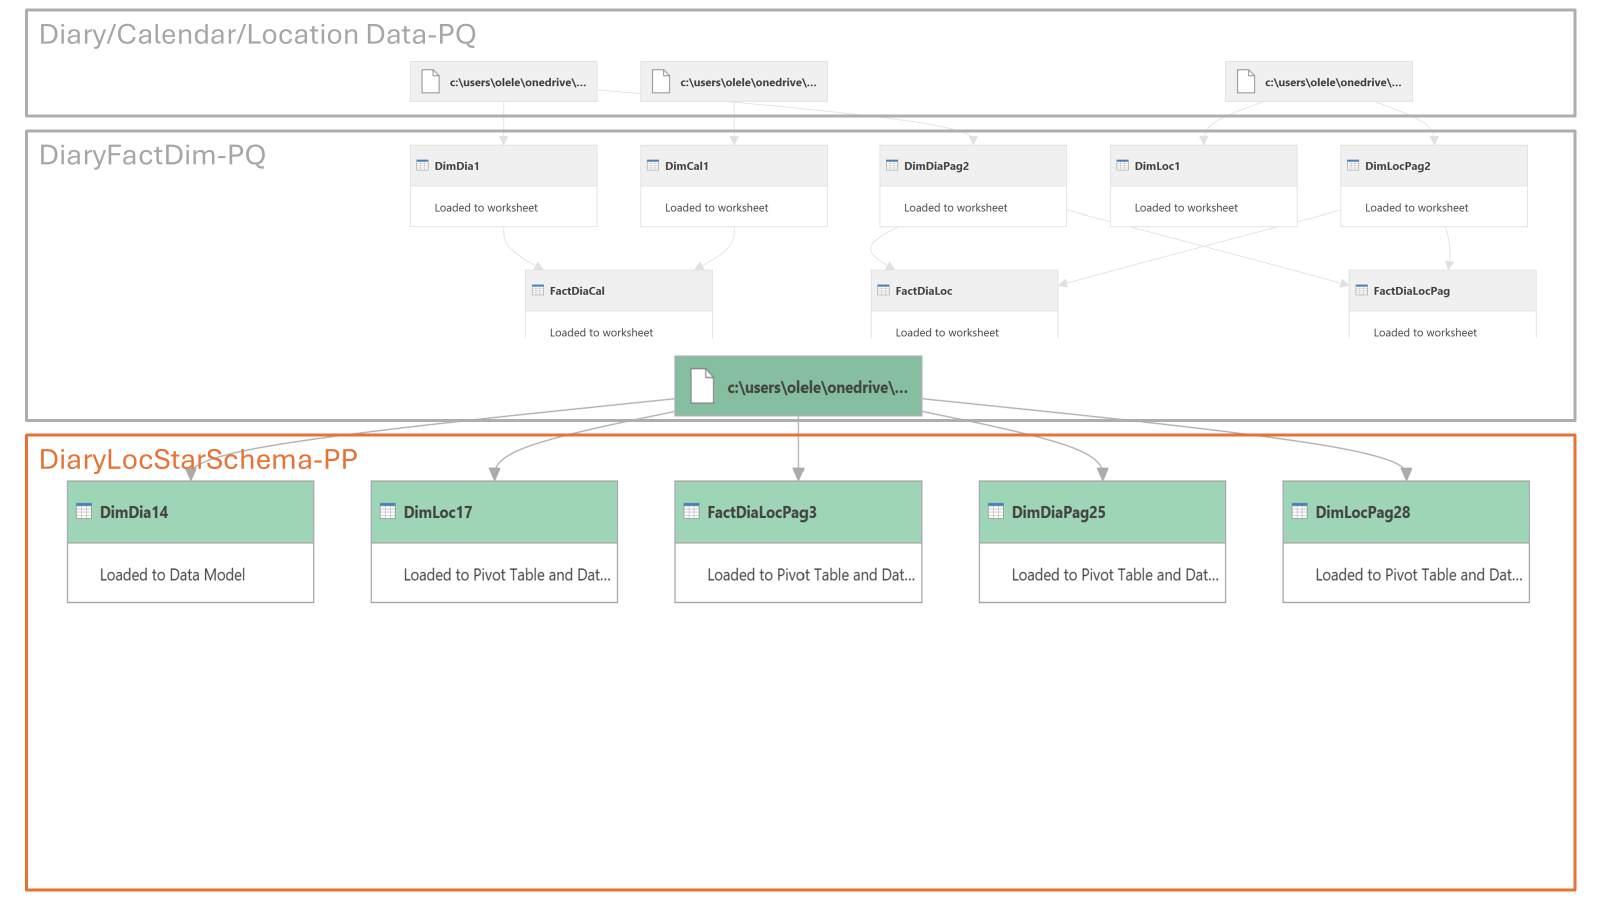 Diary/Calendar/Location Data-PQ
c:\users\olele\onedrive\...
c:\users\olele\onedrive\...
c:\users\olele\onedrive\...
DiaryFactDim-PQ
DimDia1
Loaded to worksheet
DimCal1
Loaded to worksheet
DimDiaPag2
Loaded to worksheet
DimLoc1
Loaded to worksheet
DimLocPag2
Loaded to worksheet
FactDiaCal
Loaded to worksheet
FactDiaLoc
Loaded to worksheet
FactDiaLocPag
Loaded to worksheet
c:\users\olele\onedrive\...
DiaryLocStarSchema-PP
DimDia14
Loaded to Data Model
DimLoc17
Loaded to Pivot Table and Dat...
FactDiaLocPag3
Loaded to Pivot Table and Dat...
DimDiaPag25
Loaded to Pivot Table and Dat...
DimLocPag28
Loaded to Pivot Table and Dat...